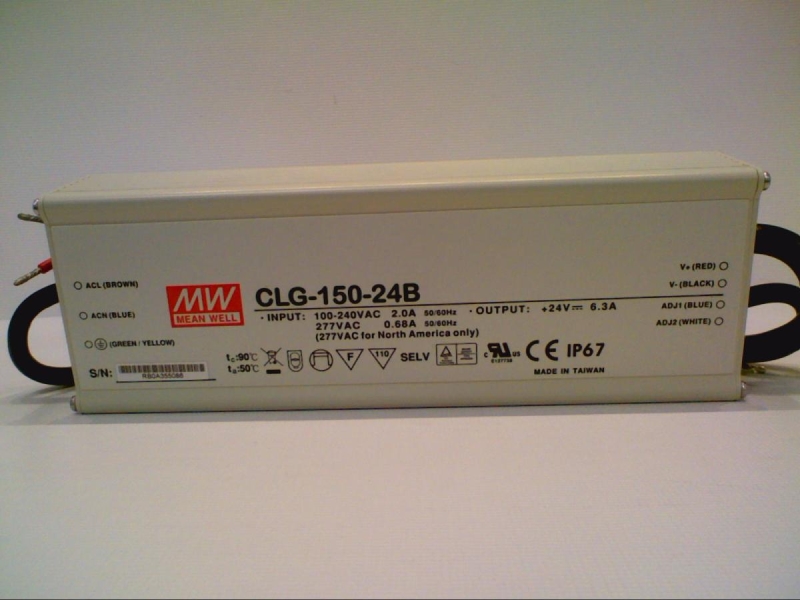 ACL (BROWN)
ACN (BLUE)
(GREEN / YELLOW)
S/N:
MW
MEAN WELL
CLG-150-24B
· INPUT: 100-240VAC 2.0A 50/60Hz · OUTPUT: +24V 6.3A
277VAC 0.68A 50/60Hz
(277VAC for North America only)
tc:90℃
ta:50℃
F
110
SELV
c RU us
CE IP67
MADE IN TAIWAN
V+ (RED)
V- (BLACK)
ADJ1 (BLUE)
ADJ2 (WHITE)